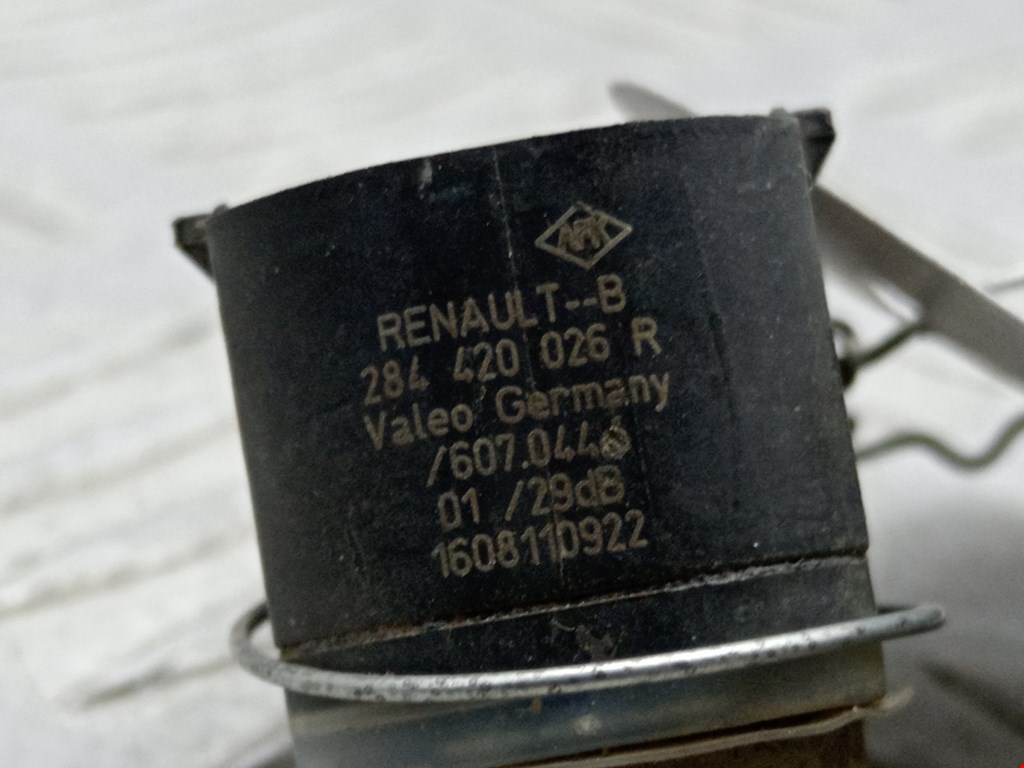 RENAULT--B
284 420 026 R
Valeo Germany
01 /29dB
1608110922